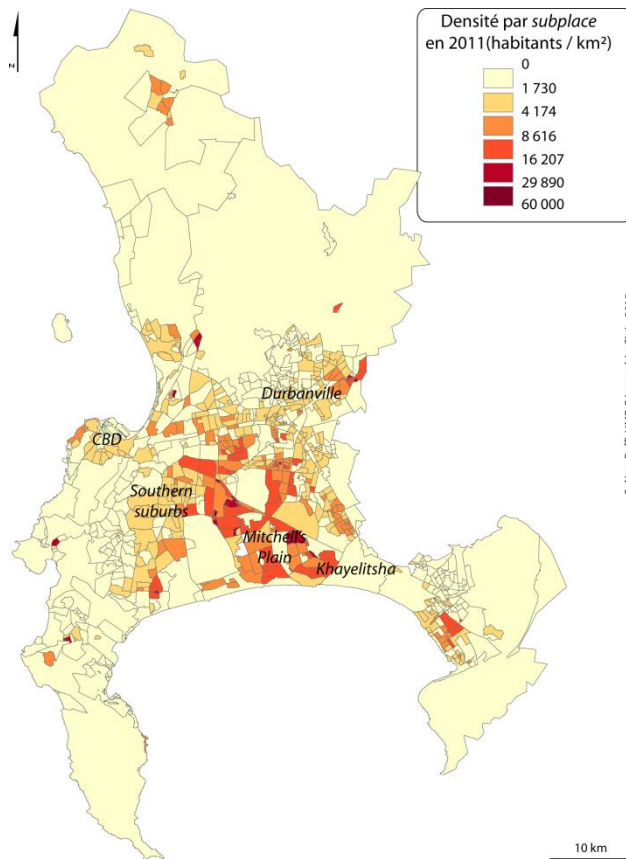 Densité par subplace
en 2011(habitants / km²)
0
1 730
4 174
8 616
16 207
29 890
60 000
z
Durbanville
CBD
Southern
suburbs
Mitchell's
Plain
Khayelitsha
10 km